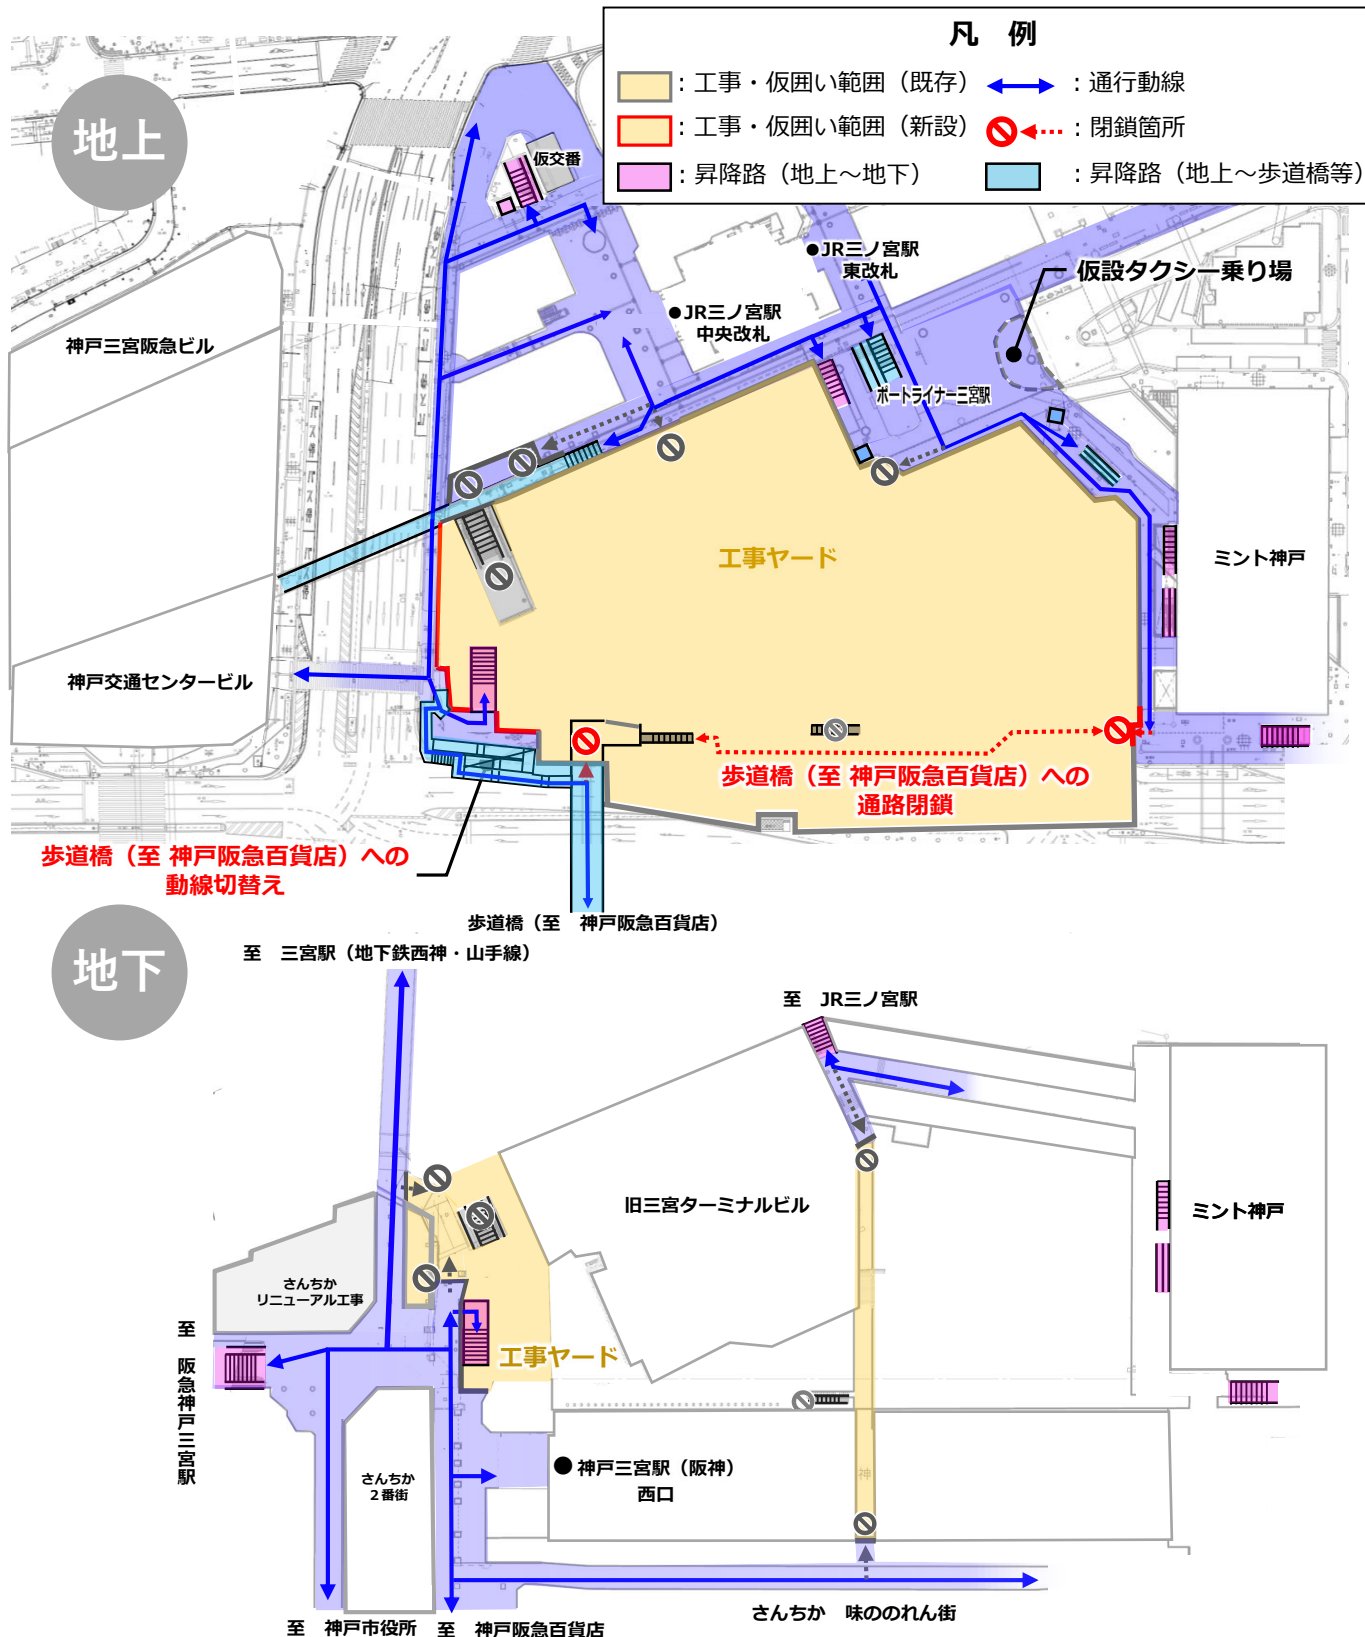 凡 例
：工事・仮囲い範囲（既存）
：通行動線
：工事・仮囲い範囲（新設）
：閉鎖箇所
：昇降路（地上～地下）
：昇降路（地上～歩道橋等）
地上
仮交番
●JR三ノ宮駅
東改札
仮設タクシー乗り場
●JR三ノ宮駅
中央改札
神戸三宮阪急ビル
ポートライナー三宮駅
工事ヤード
ミント神戸
神戸交通センタービル
歩道橋（至 神戸阪急百貨店）への
通路閉鎖
歩道橋（至 神戸阪急百貨店）への
動線切替え
歩道橋（至 神戸阪急百貨店）
地下
至 三宮駅（地下鉄西神・山手線）
至 JR三ノ宮駅
旧三宮ターミナルビル
ミント神戸
さんちか
リニューアル工事
至 阪急神戸三宮駅
工事ヤード
さんちか
２番街
●神戸三宮駅（阪神）
西口
神
さんちか 味ののれん街
至 神戸市役所
至 神戸阪急百貨店